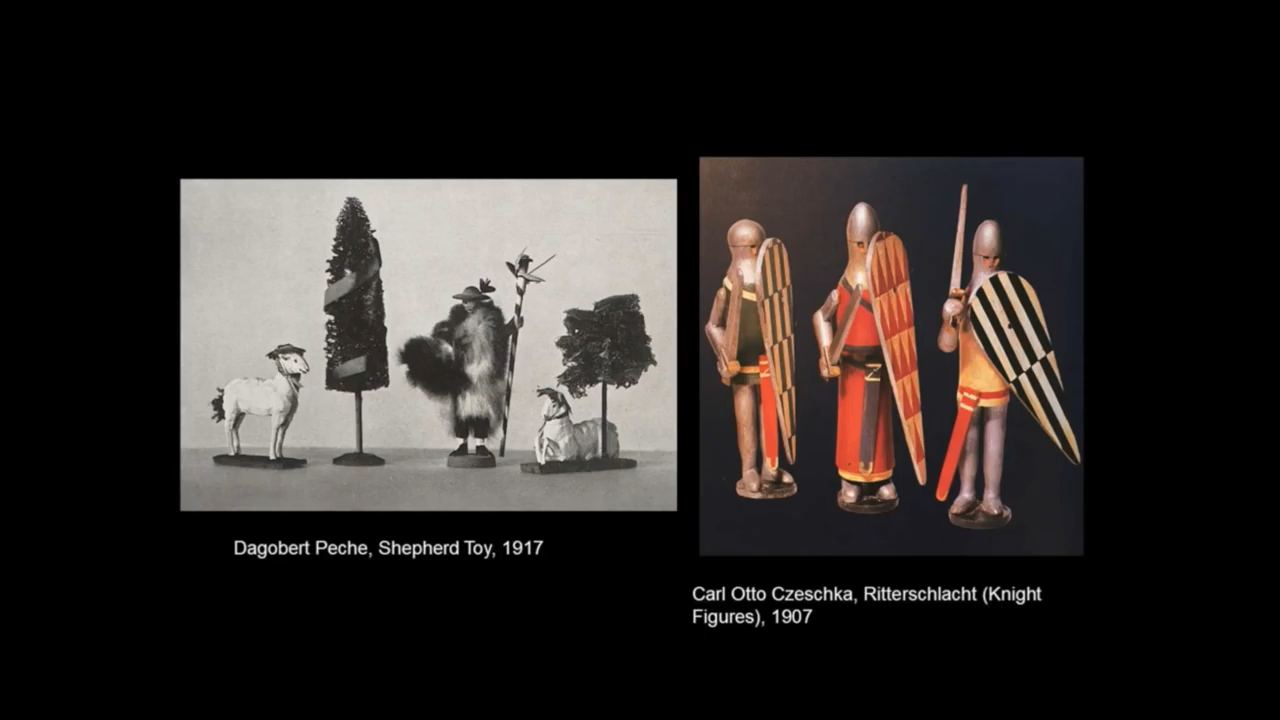 Dagobert Peche, Shepherd Toy, 1917
Carl Otto Czeschka, Ritterschlacht (Knight
Figures), 1907